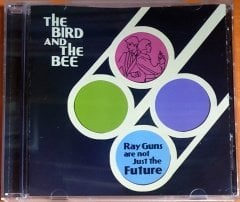 THE
BIRD
AND
THE
BEE
Ray Guns
are not
Just the
Future